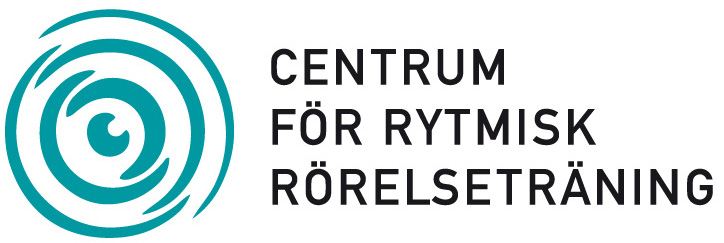 CENTRUM
FÖR RYTMISK
RÖRELSETRÄNING